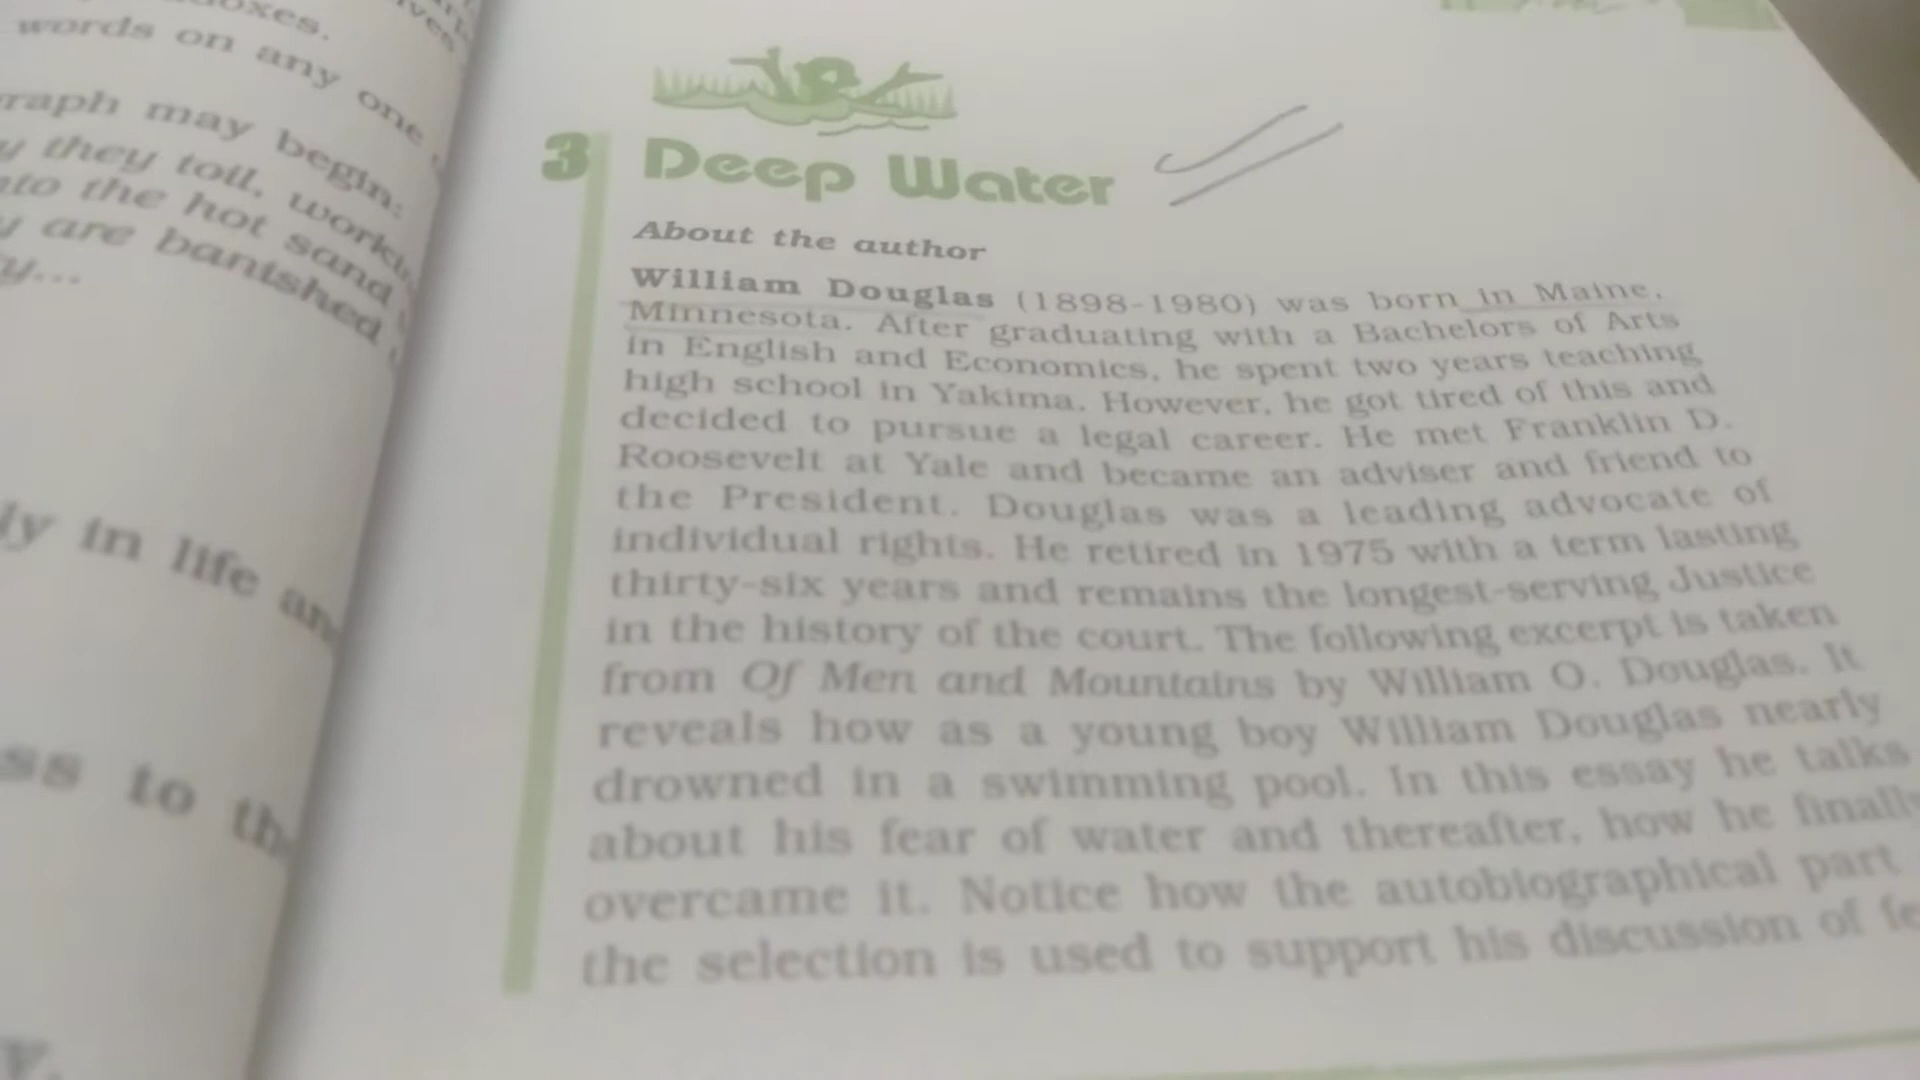 oxes.
words on any one
raph may begin:
y they toil, worki
nto the hot sand
y are banished
y...
ly in life an
ss to th
y.
3 Deep Water
About the author
William Douglas (1898-1980) was born in Maine,
Minnesota. After graduating with a Bachelors of Arts
in English and Economics, he spent two years teaching
high school in Yakima. However, he got tired of this and
decided to pursue a legal career. He met Franklin D.
Roosevelt at Yale and became an adviser and friend to
the President. Douglas was a leading advocate of
individual rights. He retired in 1975 with a term lasting
thirty-six years and remains the longest-serving Justice
in the history of the court. The following excerpt is taken
from Of Men and Mountains by William O. Douglas. It
reveals how as a young boy William Douglas nearly
drowned in a swimming pool. In this essay he talks
about his fear of water and thereafter, how he finally
overcame it. Notice how the autobiographical part
the selection is used to support his discussion of fe